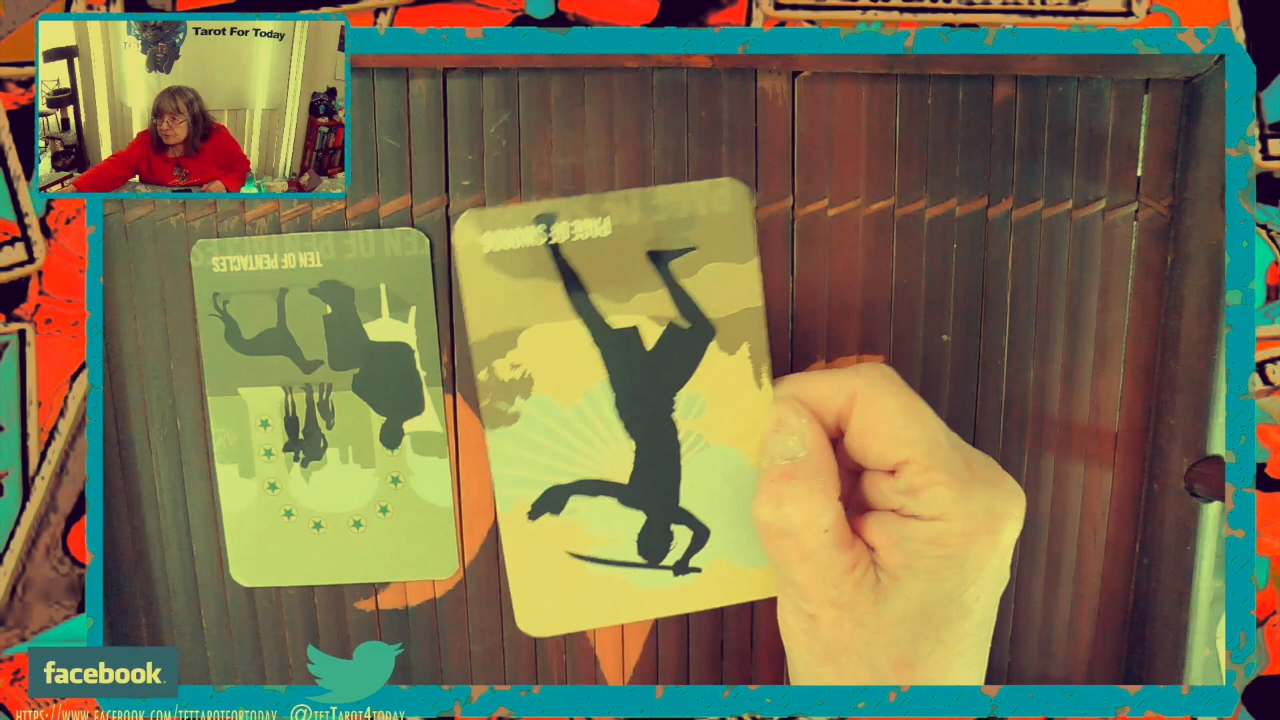 Tarot For Today
PAGE OF SWORDS
TEN OF PENTACLES
facebook.
HTTPS://WWW.FACEBOOK.COM/TETTAROTFORTODAY @TETTAROT4TODAY